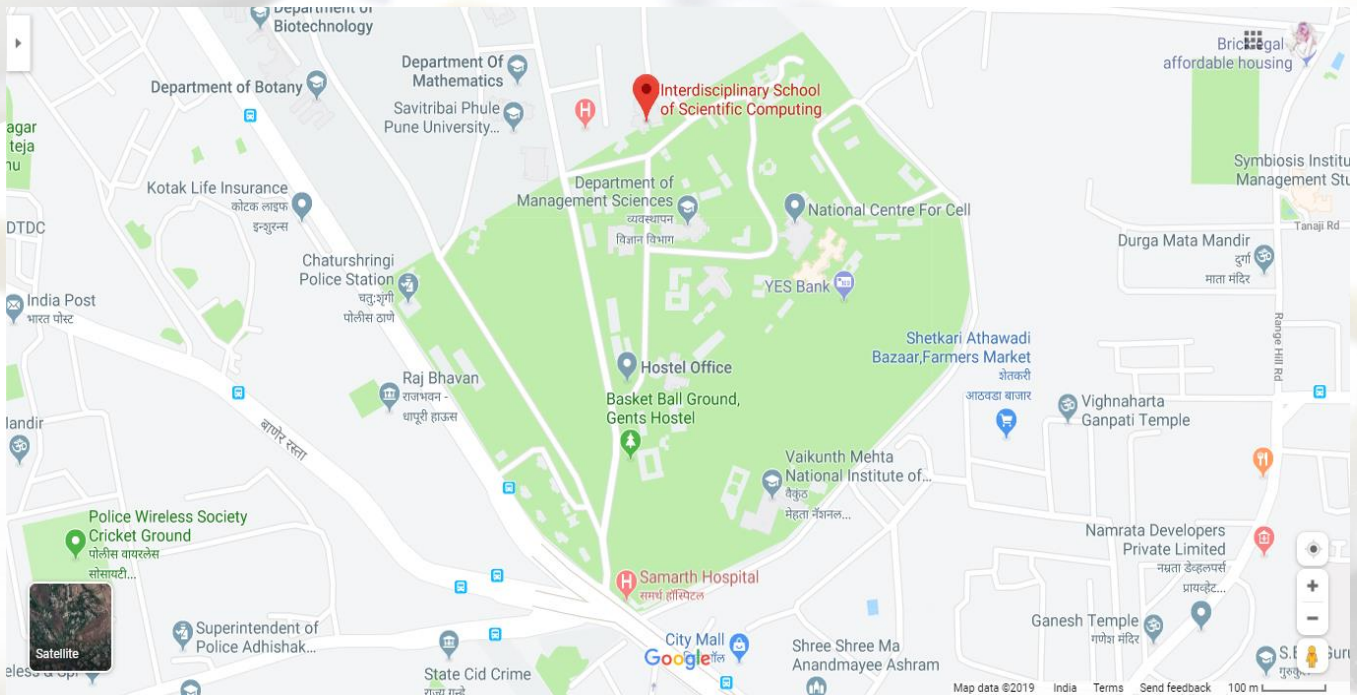 Department of
Biotechnology
Department Of
Mathematics
Department of Botany
Savitribai Phule
Pune University...
Interdisciplinary School
of Scientific Computing
affordable housing
agar
teja
Kotak Life Insurance
कोटक लाइफ
इन्शुरन्स
Department of
Management Sciences
व्यवस्थापन
विज्ञान विभाग
National Centre For Cell
Symbiosis Institu
Management Stu
Tanaji Rd
DTDC
Chaturshringi
Police Station
चतु:शृंगी
पोलीस ठाणे
Durga Mata Mandir
दुर्गा
माता मंदिर
YES Bank
India Post
भारत पोस्ट
Range Hill Rd
Shetkari Athawadi
Bazaar,Farmers Market
शेतकरी
आठवडा बाजार
Hostel Office
Raj Bhavan
राजभवन -
धापूरी हाऊस
Basket Ball Ground,
Gents Hostel
Vighnaharta
Ganpati Temple
landir
बाणेर रस्ता
Vaikunth Mehta
National Institute of...
वैकुंठ
मेहता नॅशनल...
Police Wireless Society
Cricket Ground
पोलीस वायरलेस
सोसायटी...
Namrata Developers
Private Limited
नम्रता डेव्हलपर्स
प्रायव्हेट...
Samarth Hospital
समर्थ हॉस्पिटल
Superintendent of
Police Adhishak...
Ganesh Temple
गणेश मंदिर
Satellite
City Mall
Google
State Cid Crime
Shree Shree Ma
Anandmayee Ashram
Map data ©2019 India Terms Send feedback 100 m